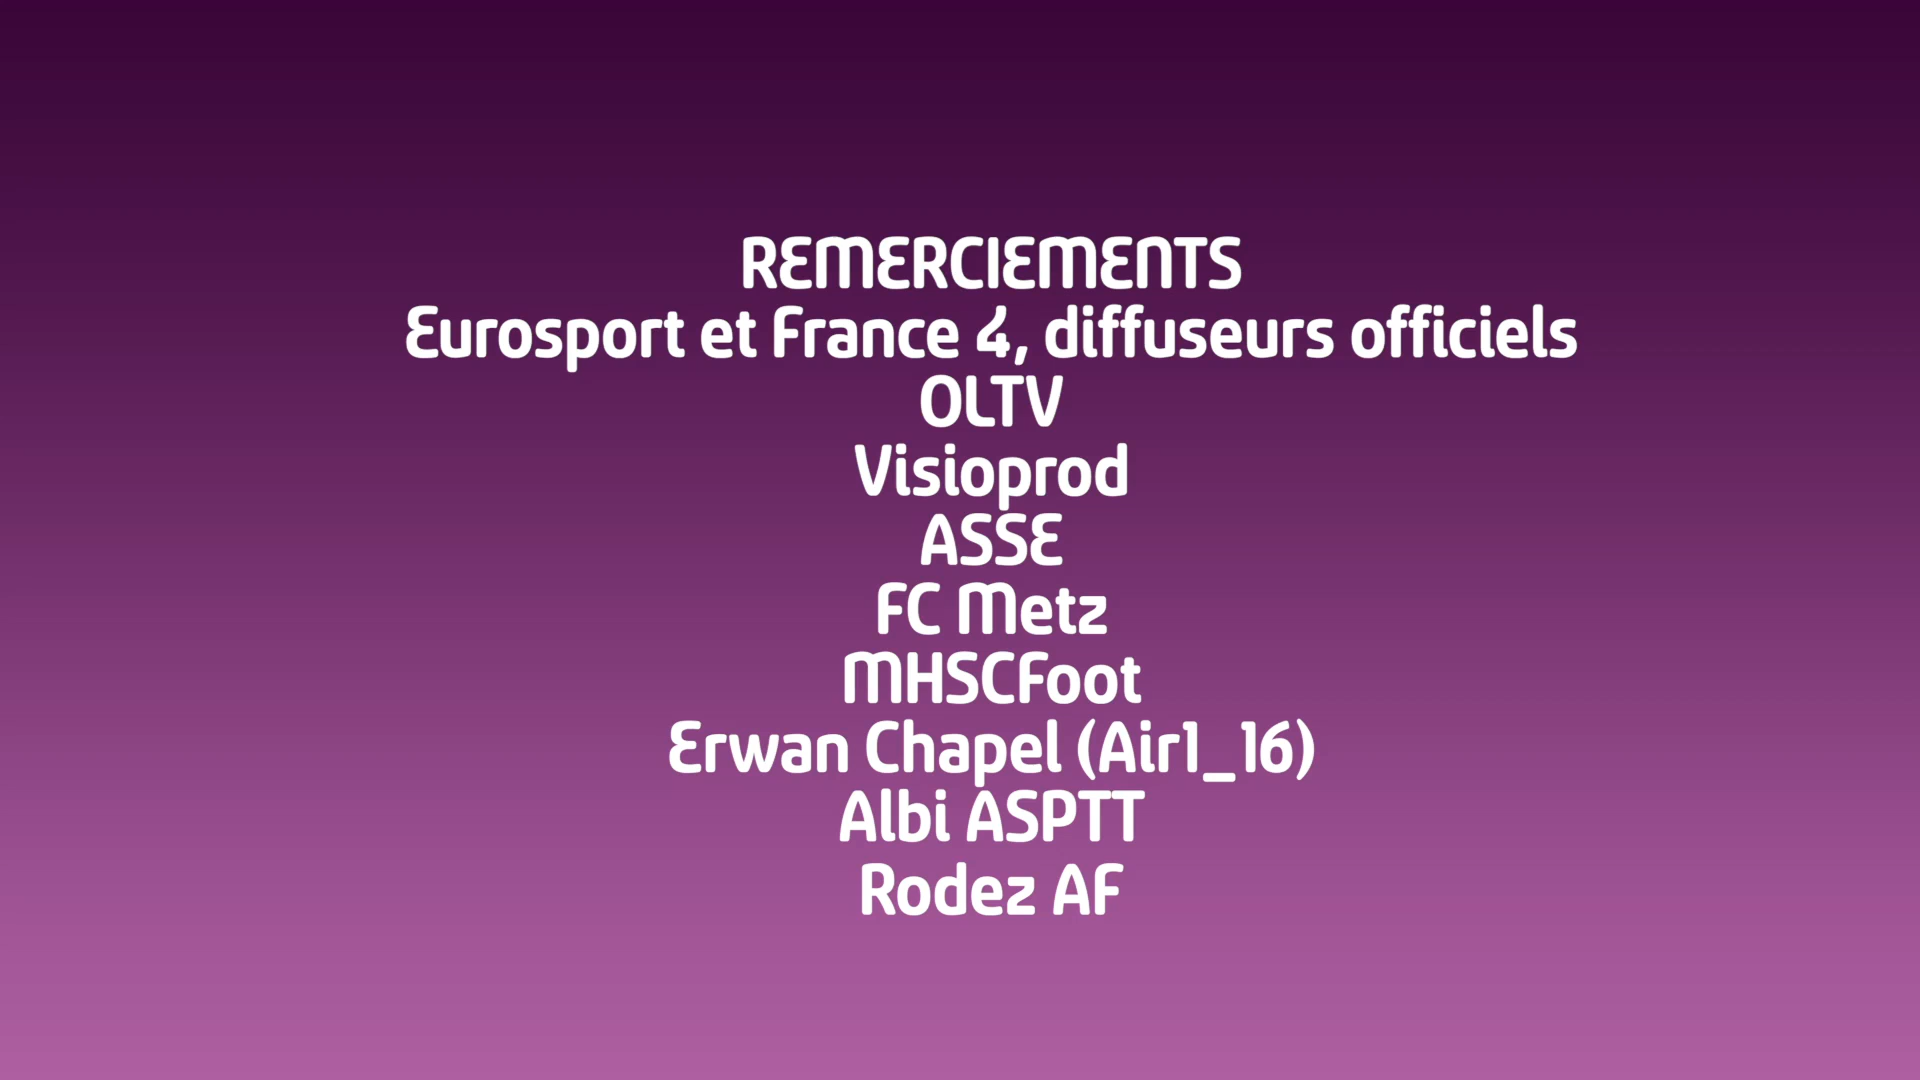 REMERCIEMENTS
Eurosport et France 4, diffuseurs officiels
OLTV
Visioprod
ASSE
FC Metz
MHSCFoot
Erwan Chapel (Air1_16)
Albi ASPTT
Rodez AF